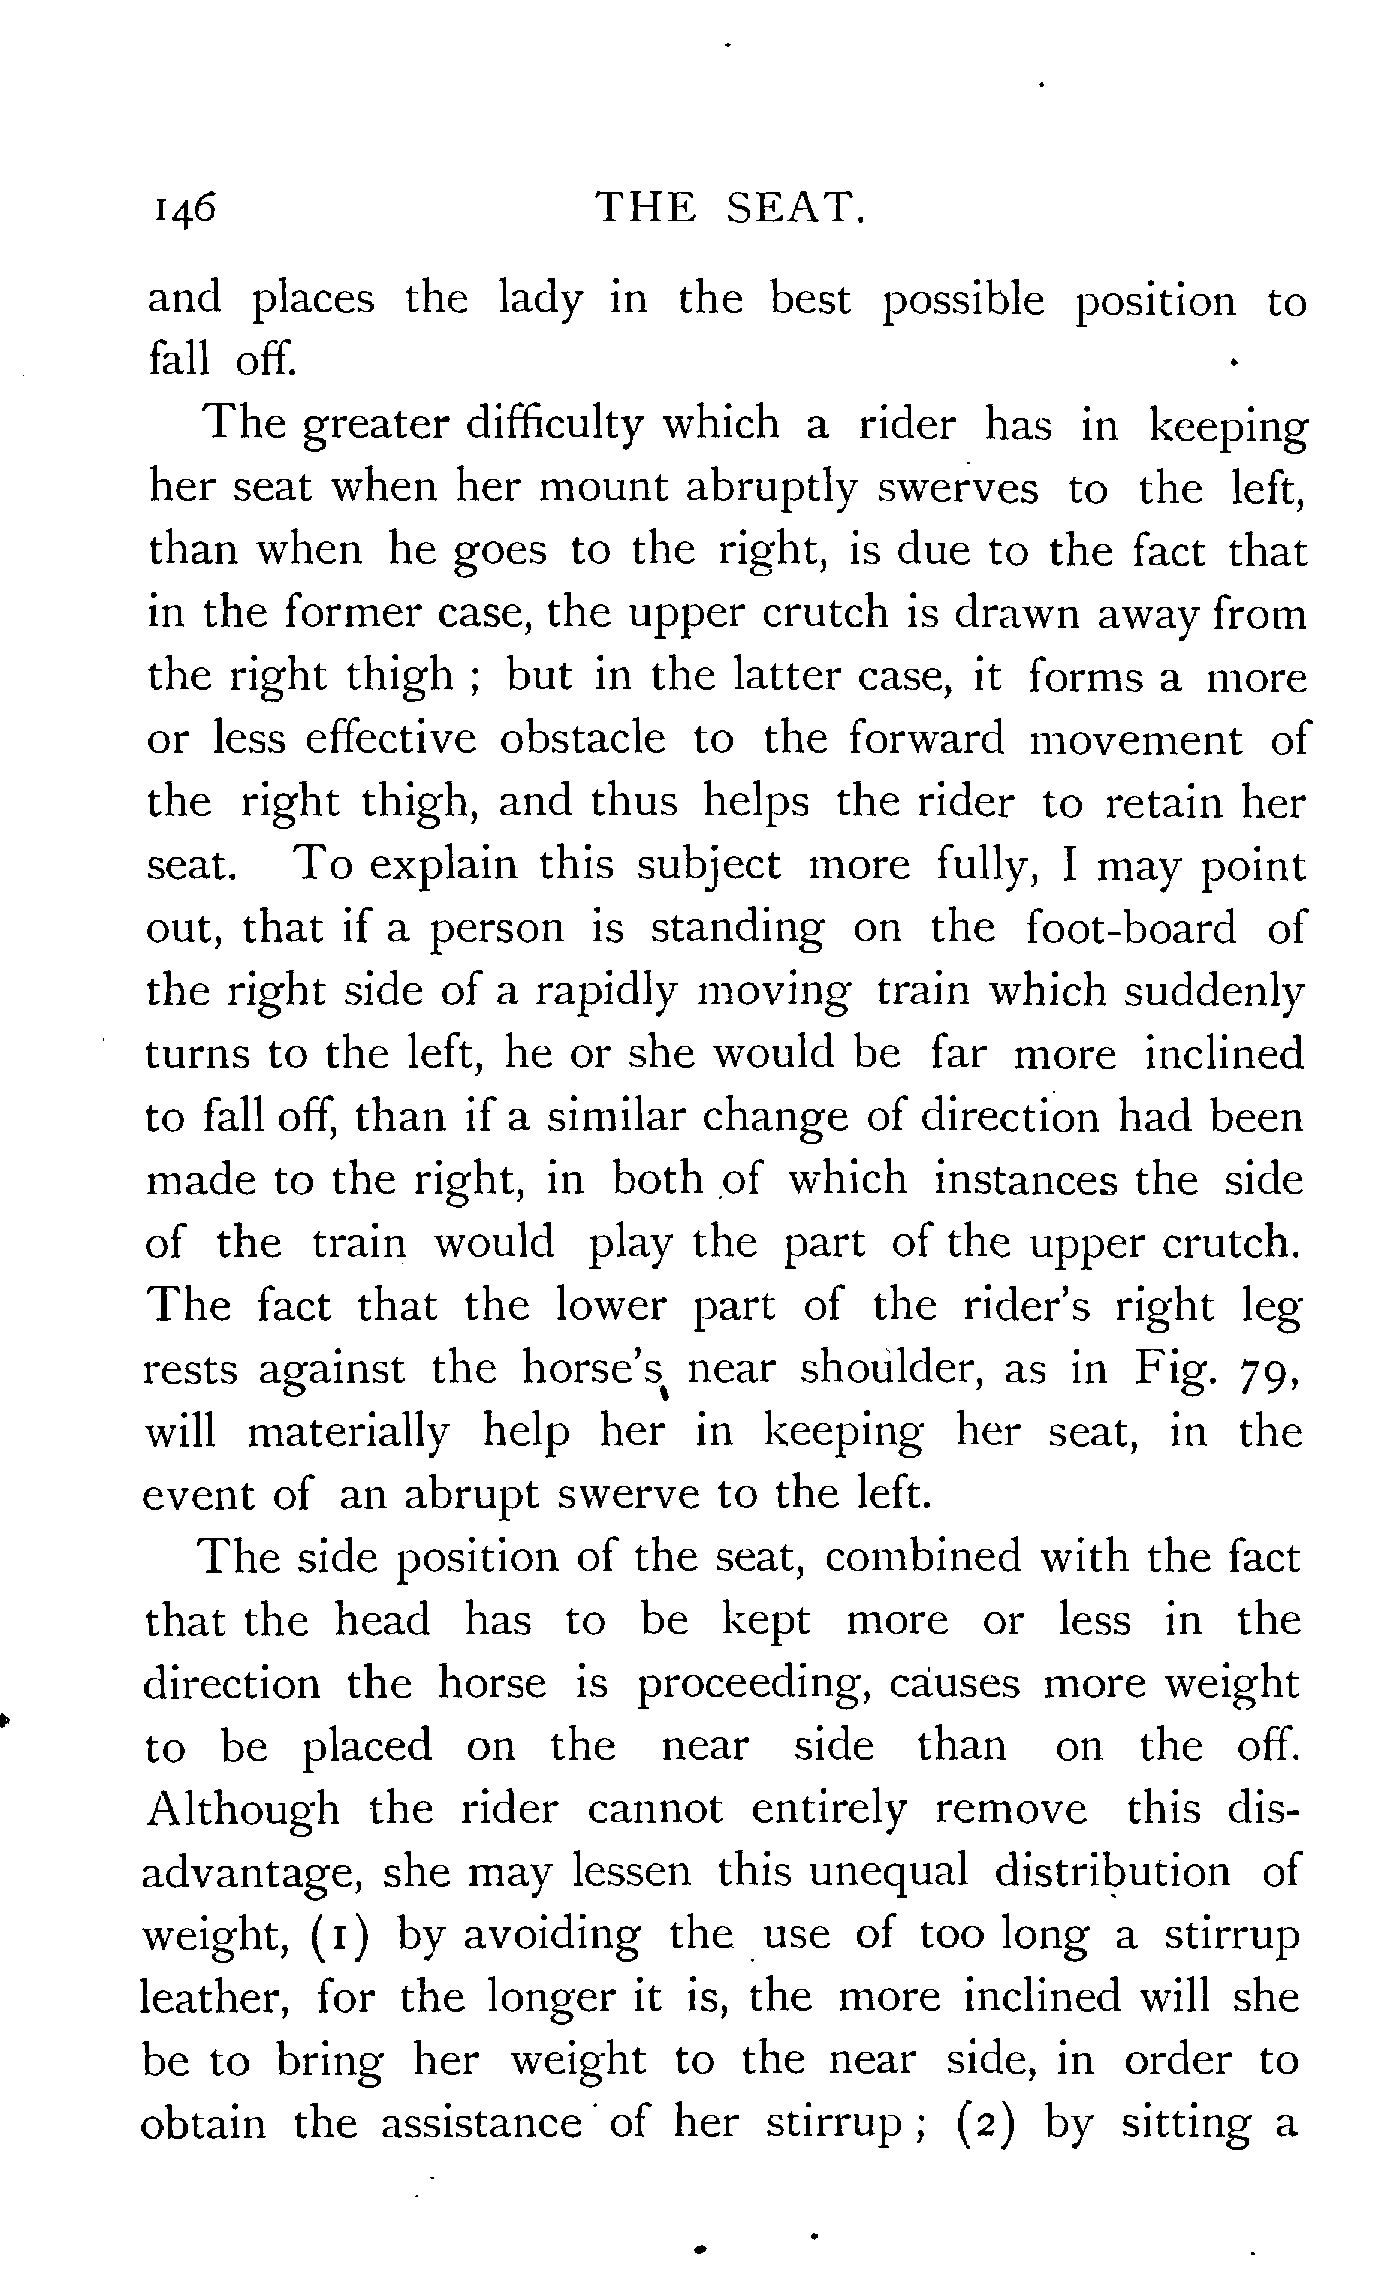 146 THE SEAT.
and places the lady in the best possible position to
fall off.
The greater difficulty which a rider has in keeping
her seat when her mount abruptly swerves to the left,
than when he goes to the right, is due to the fact that
in the former case, the upper crutch is drawn away from
the right thigh ; but in the latter case, it forms a more
or less effective obstacle to the forward movement of
the right thigh, and thus helps the rider to retain her
seat. To explain this subject more fully, I may point
out, that if a person is standing on the foot-board of
the right side of a rapidly moving train which suddenly
turns to the left, he or she would be far more inclined
to fall off, than if a similar change of direction had been
made to the right, in both of which instances the side
of the train would play the part of the upper crutch.
The fact that the lower part of the rider's right leg
rests against the horse's near shoulder, as in Fig. 79,
will materially help her in keeping her seat, in the
event of an abrupt swerve to the left.
The side position of the seat, combined with the fact
that the head has to be kept more or less in the
direction the horse is proceeding, causes more weight
to be placed on the near side than on the off.
Although the rider cannot entirely remove this dis-
advantage, she may lessen this unequal distribution of
weight, (1) by avoiding the use of too long a stirrup
leather, for the longer it is, the more inclined will she
be to bring her weight to the near side, in order to
obtain the assistance of her stirrup ; (2) by sitting a